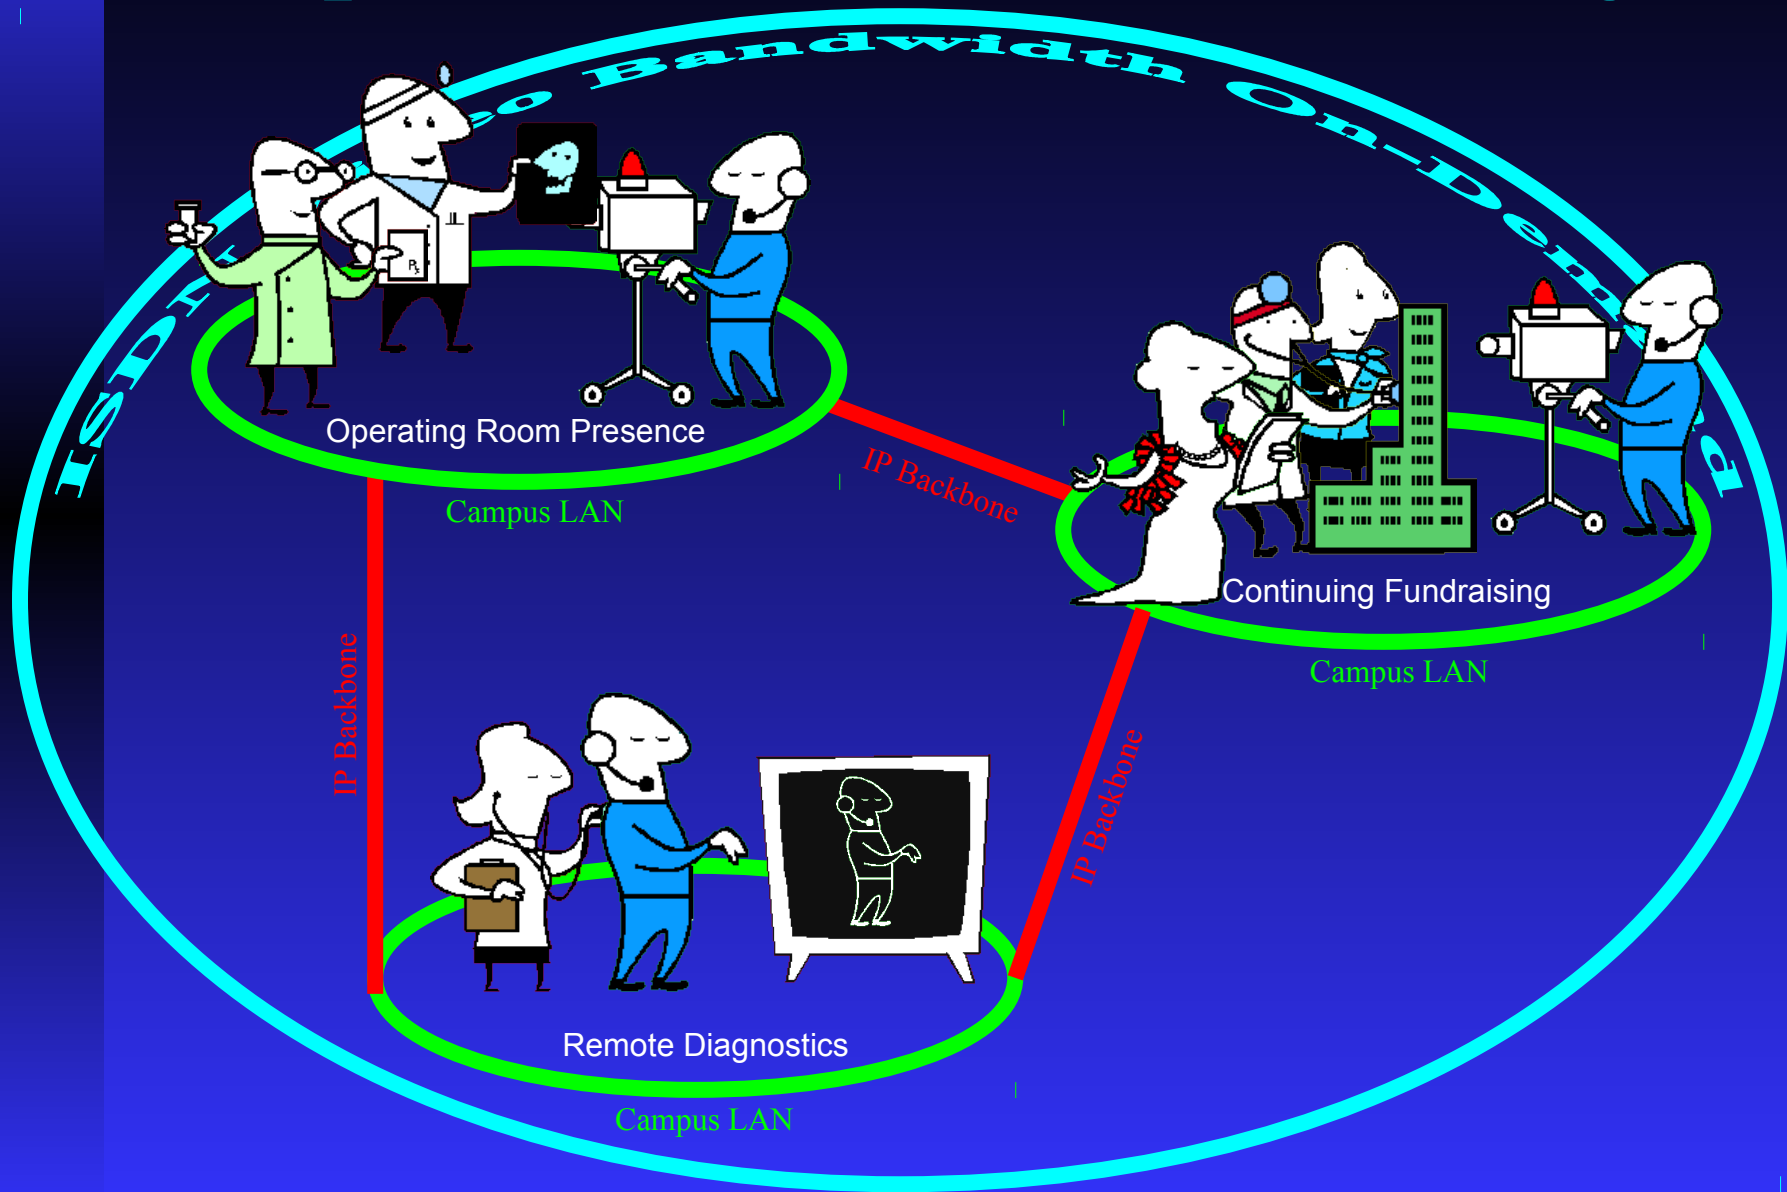 Bandwidth On-Demand
Operating Room Presence
Campus LAN
IP Backbone
Continuing Fundraising
Campus LAN
IP Backbone
IP Backbone
Remote Diagnostics
Campus LAN